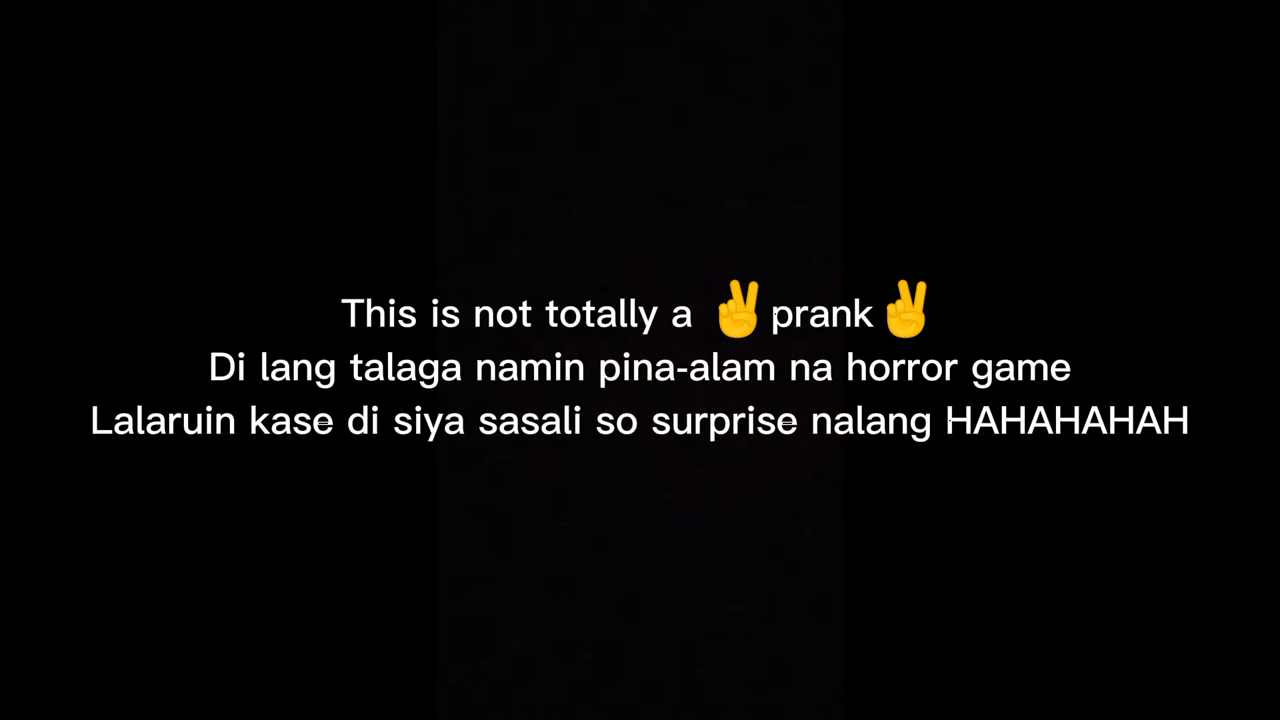 This is not totally a ✌️prank✌️
Di lang talaga namin pina-alam na horror game
Lalaruin kase di siya sasali so surprise nalang HAHAHAHAH